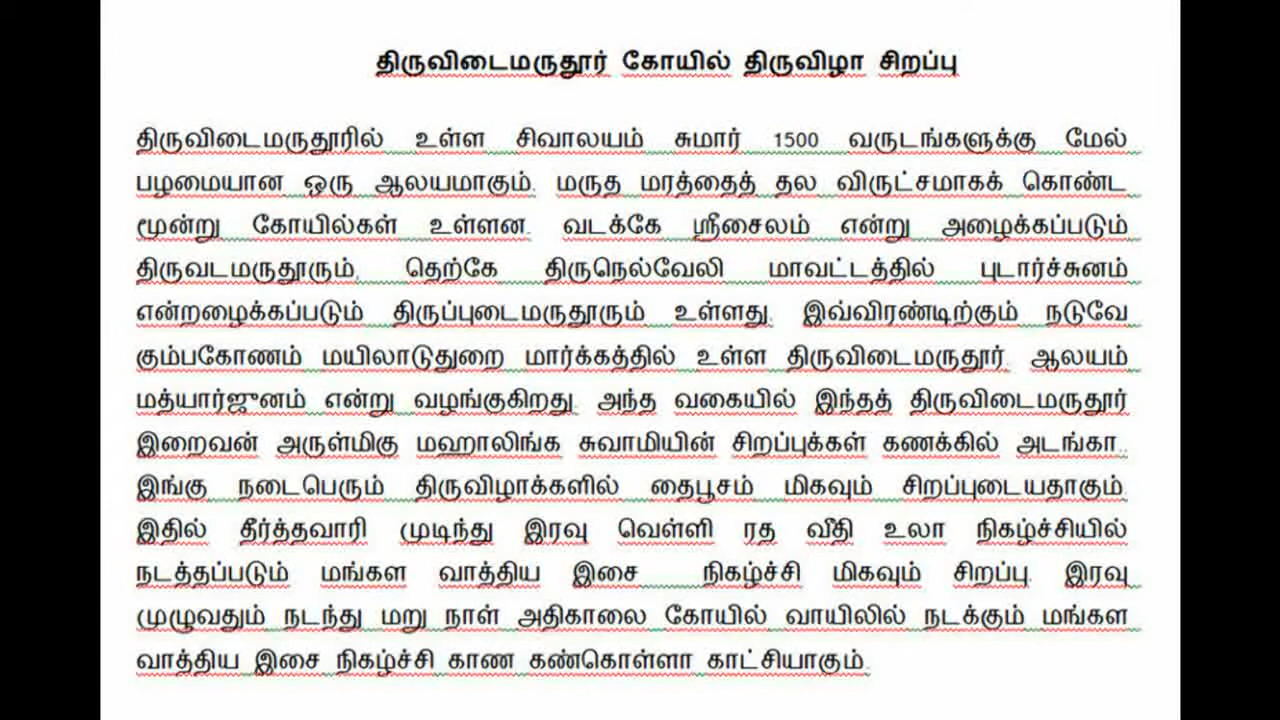 திருவிடைமருதூர் கோயில் திருவிழா சிறப்பு
திருவிடைமருதூரில் உள்ள சிவாலயம் சுமார் 1500 வருடங்களுக்கு மேல்
பழமையான ஒரு ஆலயமாகும். மருத மரத்தைத் தல விருட்சமாகக் கொண்ட
மூன்று கோயில்கள் உள்ளன. வடக்கே ஸ்ரீசைலம் என்று அழைக்கப்படும்
திருவடமருதூரும், தெற்கே திருநெல்வேலி மாவட்டத்தில் புடார்ச்சுனம்
என்றழைக்கப்படும் திருப்புடைமருதூரும் உள்ளது. இவ்விரண்டிற்கும் நடுவே
கும்பகோணம் மயிலாடுதுறை மார்க்கத்தில் உள்ள திருவிடைமருதூர். ஆலயம்
மத்யார்ஜுனம் என்று வழங்குகிறது. அந்த வகையில் இந்தத் திருவிடைமருதூர்
இறைவன் அருள்மிகு மஹாலிங்க சுவாமியின் சிறப்புக்கள் கணக்கில் அடங்கா..
இங்கு நடைபெரும் திருவிழாக்களில் தைபூசம் மிகவும் சிறப்புடையதாகும்.
இதில் தீர்த்தவாரி முடிந்து இரவு வெள்ளி ரத வீதி உலா நிகழ்ச்சியில்
நடத்தப்படும் மங்கள வாத்திய இசை நிகழ்ச்சி மிகவும் சிறப்பு. இரவு
முழுவதும் நடந்து மறு நாள் அதிகாலை கோயில் வாயிலில் நடக்கும் மங்கள
வாத்திய இசை நிகழ்ச்சி காண கண்கொள்ளா காட்சியாகும்.